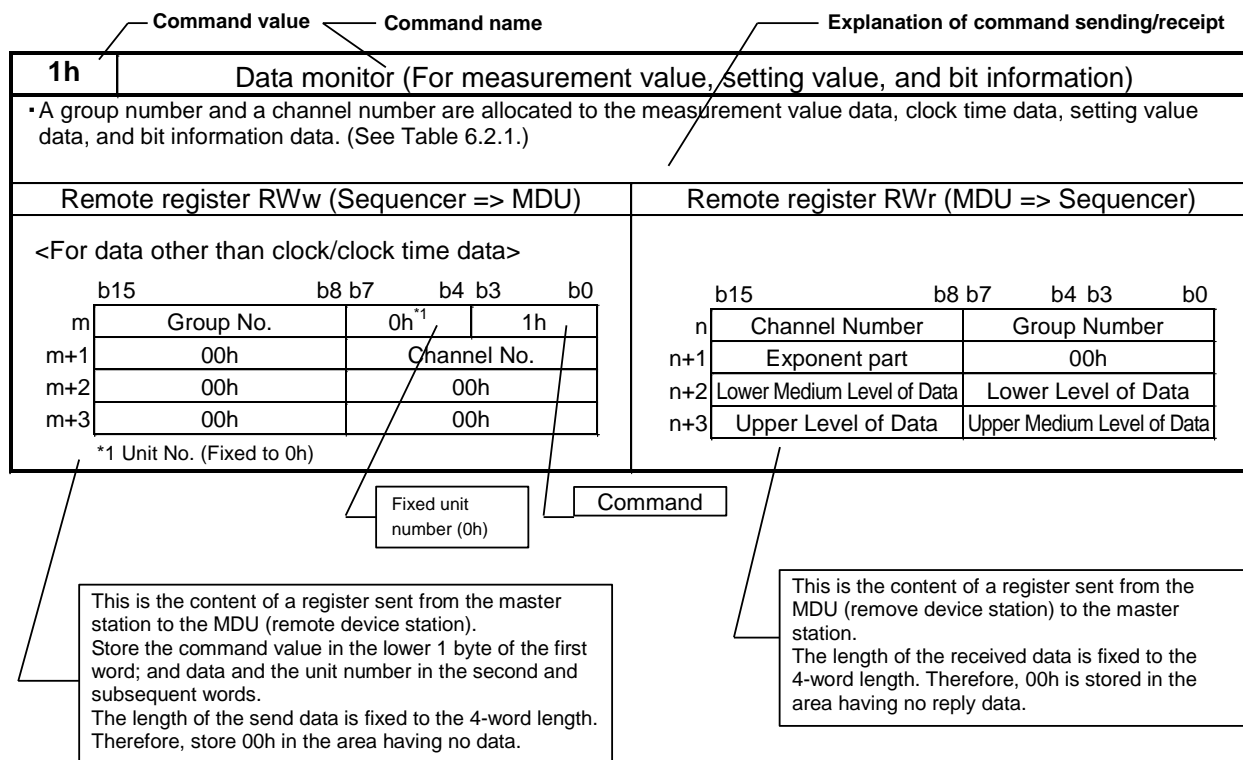 Command value
Command name
Explanation of command sending/receipt
1h
Data monitor (For measurement value, setting value, and bit information)
▪ A group number and a channel number are allocated to the measurement value data, clock time data, setting value
data, and bit information data. (See Table 6.2.1.)
Remote register RWw (Sequencer => MDU)
Remote register RWr (MDU => Sequencer)
<For data other than clock/clock time data>
b15 b8 b7 b4 b3 b0
m Group No. 0h*1 1h
m+1 00h Channel No.
m+2 00h 00h
m+3 00h 00h
*1 Unit No. (Fixed to 0h)
b15 b8 b7 b4 b3 b0
n Channel Number Group Number
n+1 Exponent part 00h
n+2 Lower Medium Level of Data Lower Level of Data
n+3 Upper Level of Data Upper Medium Level of Data
Fixed unit
number (0h)
Command
This is the content of a register sent from the master
station to the MDU (remote device station).
Store the command value in the lower 1 byte of the first
word; and data and the unit number in the second and
subsequent words.
The length of the send data is fixed to the 4-word length.
Therefore, store 00h in the area having no data.
This is the content of a register sent from the
MDU (remove device station) to the master
station.
The length of the received data is fixed to the
4-word length. Therefore, 00h is stored in the
area having no reply data.